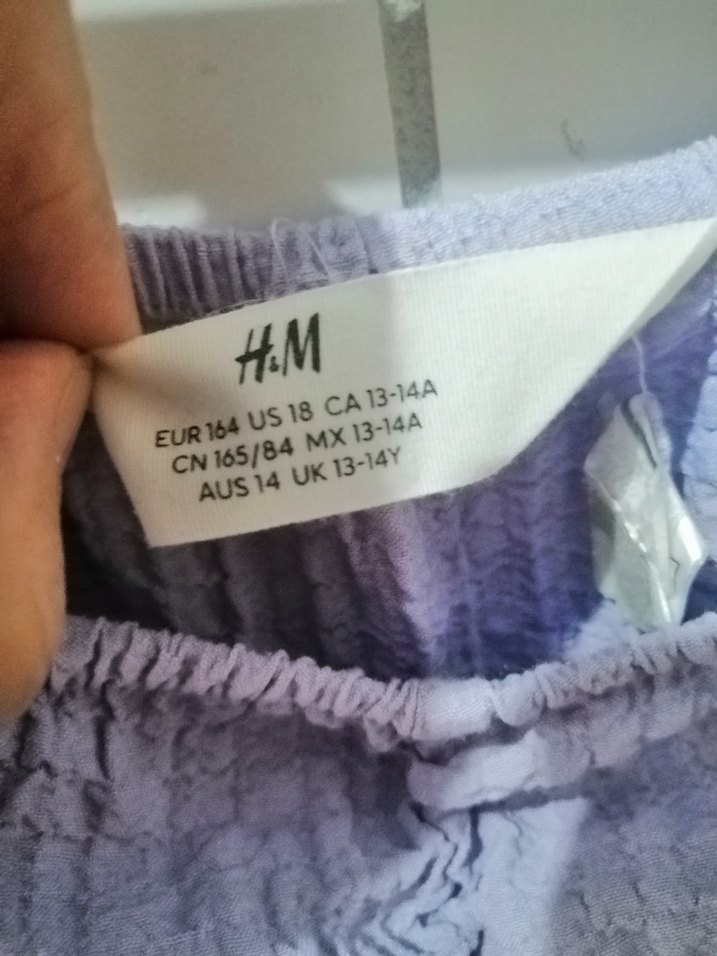 H&M
EUR 164 US 18 CA 13-14A
CN 165/84 MX 13-14A
AUS 14 UK 13-14Y